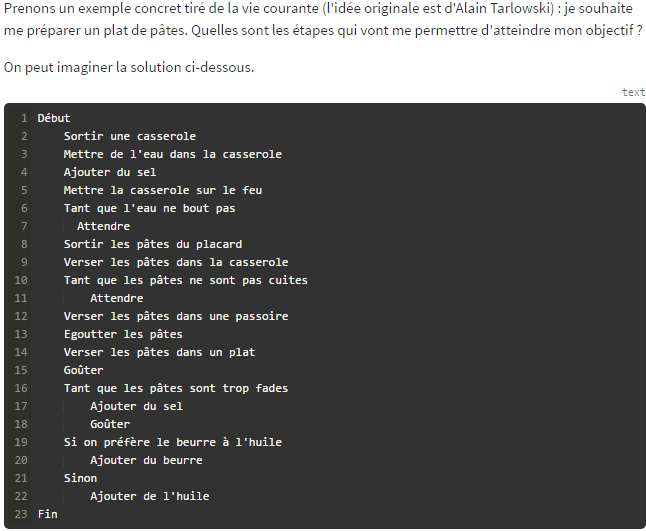 Prenons un exemple concret tiré de la vie courante (l'idée originale est d'Alain Tarlowski) : je souhaite
me préparer un plat de pâtes. Quelles sont les étapes qui vont me permettre d'atteindre mon objectif ?
On peut imaginer la solution ci-dessous.
text
1 Début
2 Sortir une casserole
3 Mettre de l'eau dans la casserole
4 Ajouter du sel
5 Mettre la casserole sur le feu
6 Tant que l'eau ne bout pas
7 Attendre
8 Sortir les pâtes du placard
9 Verser les pâtes dans la casserole
10 Tant que les pâtes ne sont pas cuites
11 Attendre
12 Verser les pâtes dans une passoire
13 Egoutter les pâtes
14 Verser les pâtes dans un plat
15 Goûter
16 Tant que les pâtes sont trop fades
17 Ajouter du sel
18 Goûter
19 Si on préfère le beurre à l'huile
20 Ajouter du beurre
21 Sinon
22 Ajouter de l'huile
23 Fin